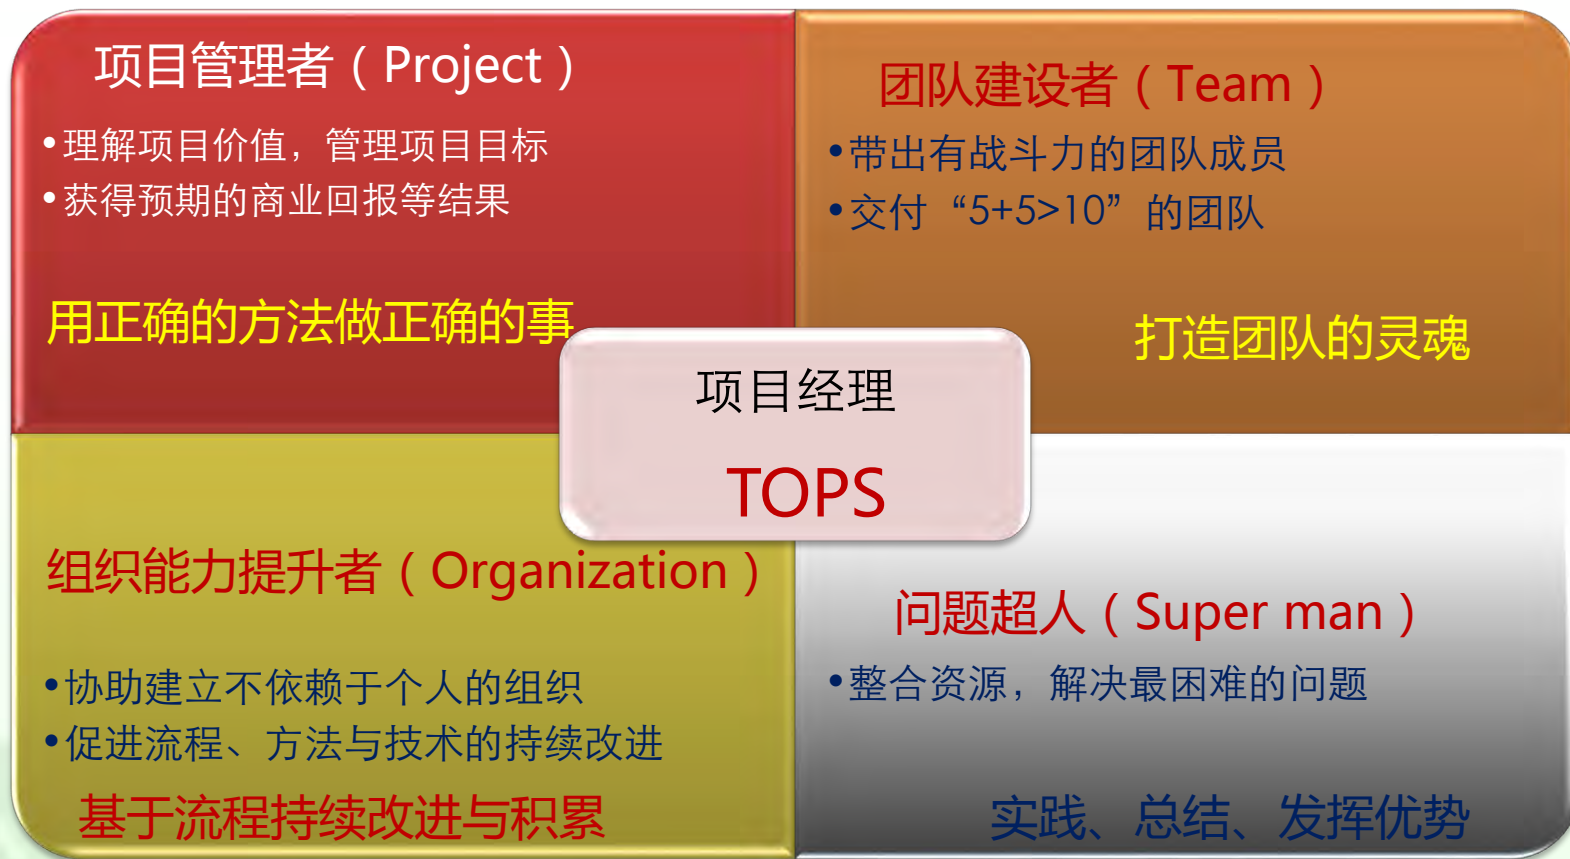 项目管理者（Project）
•理解项目价值，管理项目目标
•获得预期的商业回报等结果
用正确的方法做正确的事
团队建设者（Team）
•带出有战斗力的团队成员
•交付“5+5>10”的团队
打造团队的灵魂
项目经理
TOPS
组织能力提升者（Organization）
•协助建立不依赖于个人的组织
•促进流程、方法与技术的持续改进
基于流程持续改进与积累
问题超人（Super man）
•整合资源，解决最困难的问题
实践、总结、发挥优势